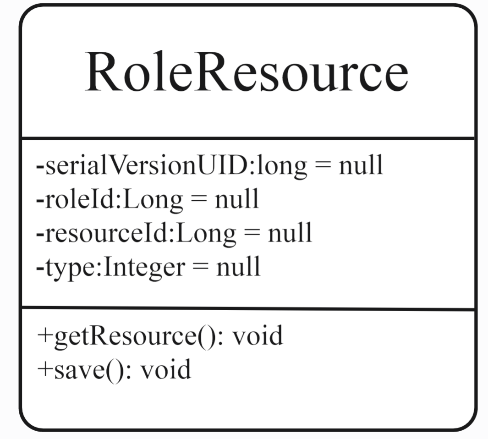 RoleResource
-serialVersionUID:long = null
-roleId:Long = null
-resourceId:Long = null
-type:Integer = null
+getResource(): void
+save(): void